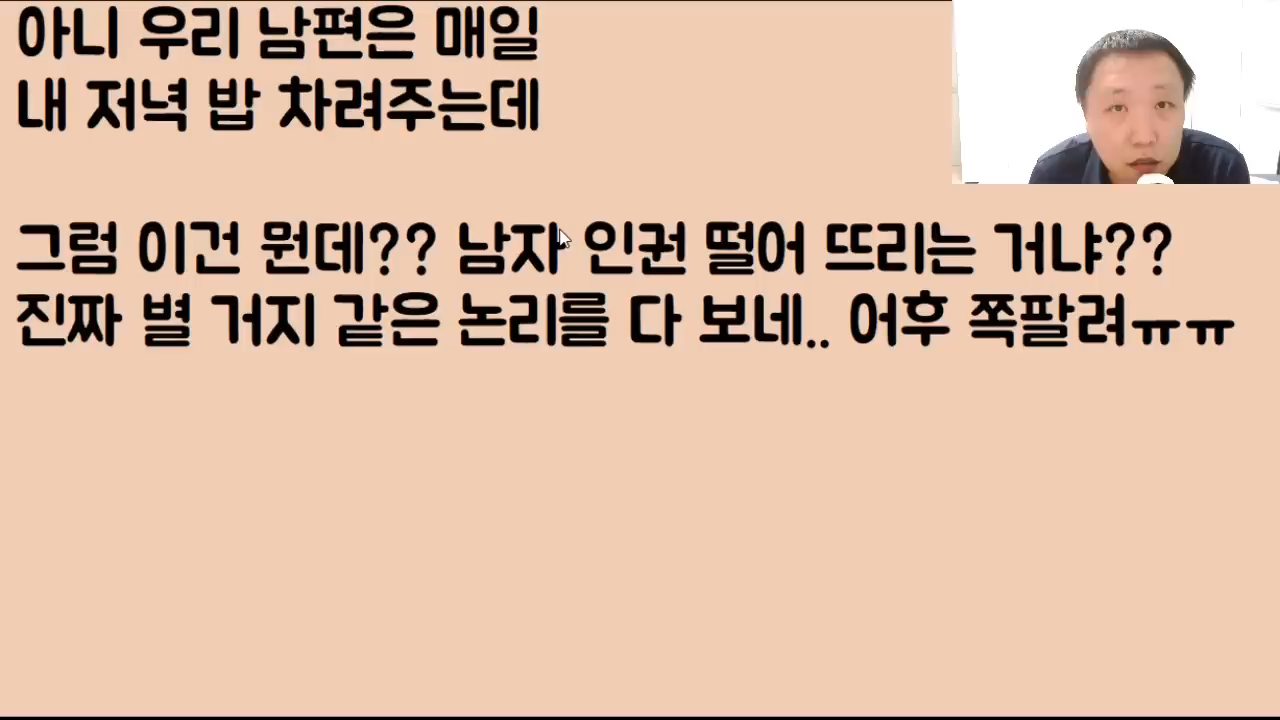 아니 우리 남편은 매일
내 저녁 밥 차려주는데
그럼 이건 뭔데?? 남자 인권 떨어 뜨리는 거냐??
진짜 별 거지 같은 논리를 다 보네.. 어후 쪽팔려ㅠㅠ